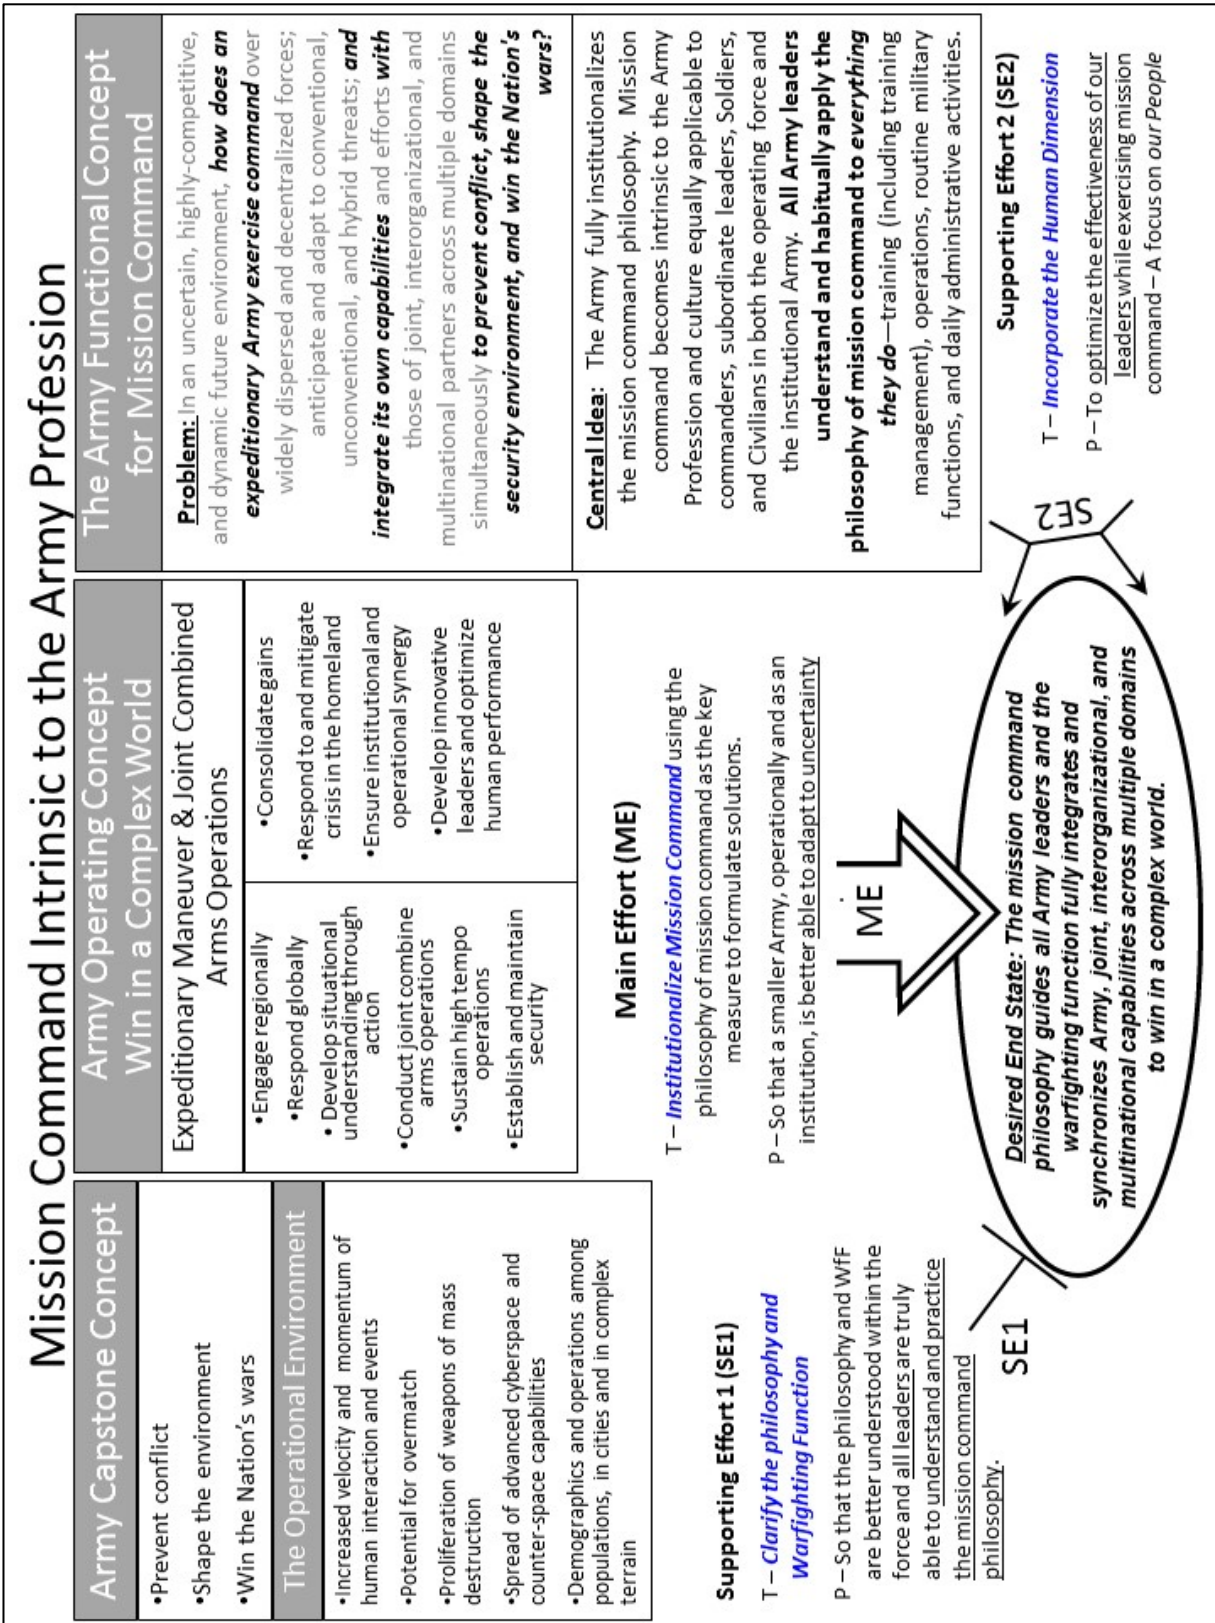 Mission Command Intrinsic to the Army Profession
Army Capstone Concept
•Prevent conflict
•Shape the environment
•Win the Nation's wars
The Operational Environment
•Increased velocity and momentum of
human interaction and events
•Potential for overmatch
•Proliferation of weapons of mass
destruction
•Spread of advanced cyberspace and
counter-space capabilities
•Demographics and operations among
populations, in cities and in complex
terrain
Army Operating Concept
Win in a Complex World
Expeditionary Maneuver & Joint Combined
Arms Operations
•Engage regionally
•Respond globally
• Develop situational
understanding through
action
•Conduct joint combine
arms operations
•Sustain high tempo
operations
•Establish and maintain
security
•Consolidate gains
•Respond to and mitigate
crisis in the homeland
•Ensure institutional and
operational synergy
•Develop innovative
leaders and optimize
human performance
The Army Functional Concept
for Mission Command
Problem: In an uncertain, highly-competitive,
and dynamic future environment, how does an
expeditionary Army exercise command over
widely dispersed and decentralized forces;
anticipate and adapt to conventional,
unconventional, and hybrid threats; and
integrate its own capabilities and efforts with
those of joint, interorganizational, and
multinational partners across multiple domains
simultaneously to prevent conflict, shape the
security environment, and win the Nation's
wars?
Central Idea: The Army fully institutionalizes
the mission command philosophy. Mission
command becomes intrinsic to the Army
Profession and culture equally applicable to
commanders, subordinate leaders, Soldiers,
and Civilians in both the operating force and
the institutional Army. All Army leaders
understand and habitually apply the
philosophy of mission command to everything
they do—training (including training
management), operations, routine military
functions, and daily administrative activities.
Supporting Effort 1 (SE1)
T – Clarify the philosophy and
Warfighting Function
P – So that the philosophy and WfF
are better understood within the
force and all leaders are truly
able to understand and practice
the mission command
philosophy.
Main Effort (ME)
T – Institutionalize Mission Command using the
philosophy of mission command as the key
measure to formulate solutions.
P – So that a smaller Army, operationally and as an
institution, is better able to adapt to uncertainty
Supporting Effort 2 (SE2)
T – Incorporate the Human Dimension
P – To optimize the effectiveness of our
leaders while exercising mission
command – A focus on our People
SE1
ME
SE2
Desired End State: The mission command
philosophy guides all Army leaders and the
warfighting function fully integrates and
synchronizes Army, joint, interorganizational, and
multinational capabilities across multiple domains
to win in a complex world.